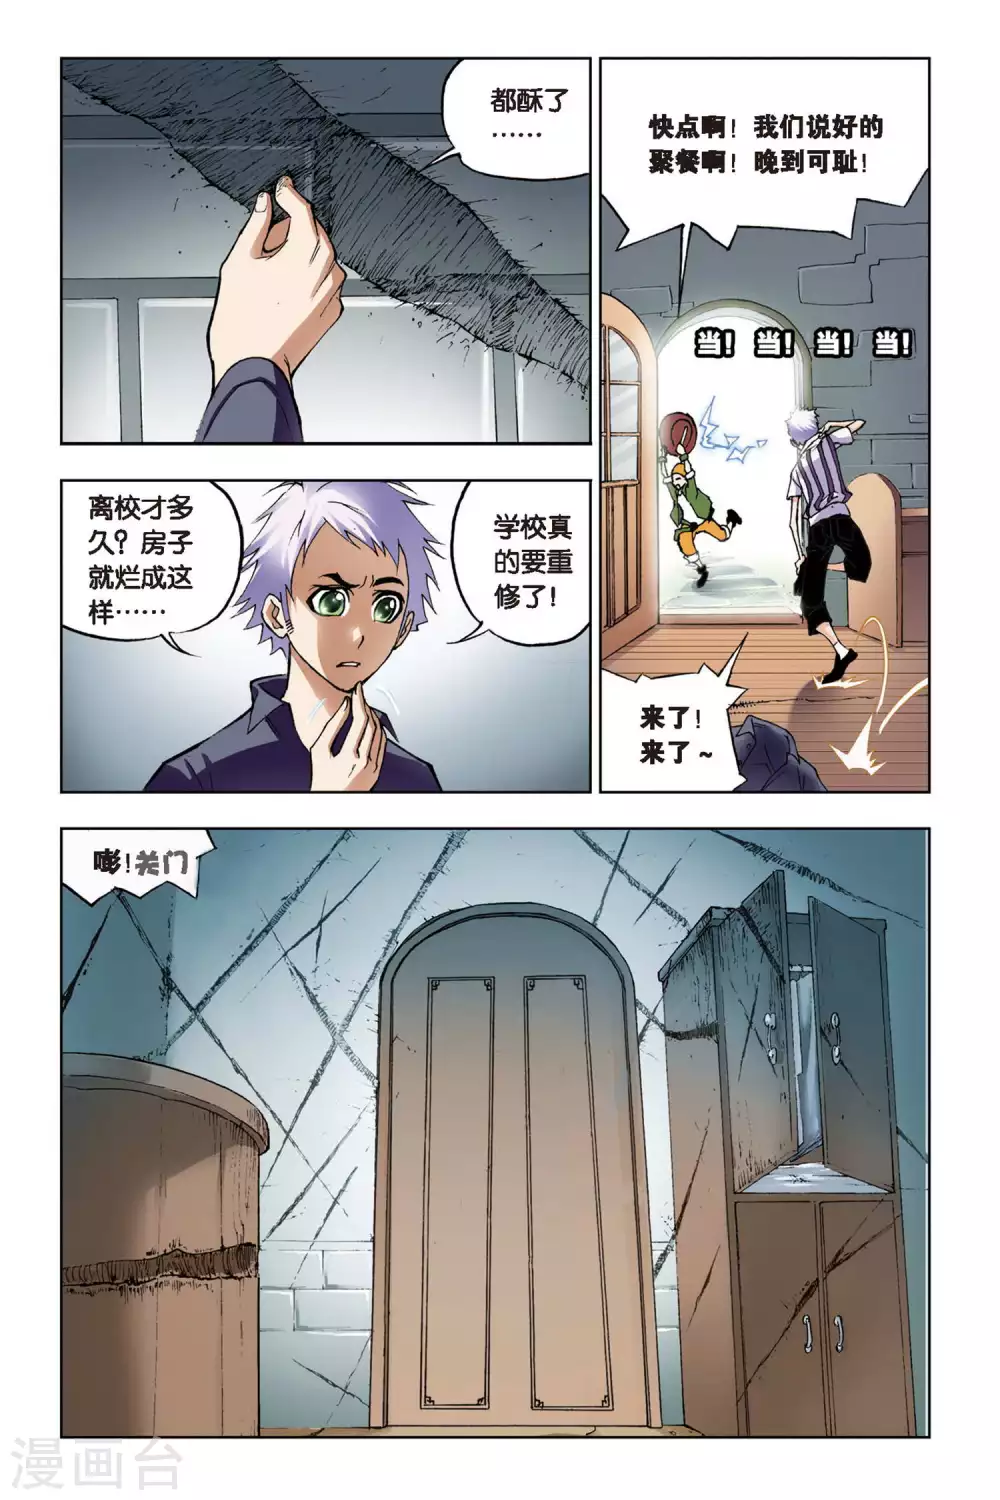 都酥了
……
离校才多
久？房子
就烂成这
样……
学校真
的要重
修了！
快点啊！我们说好的
聚餐啊！晚到可耻！
当！当！当！当！
来了！
来了～
嘭！关门
漫画台